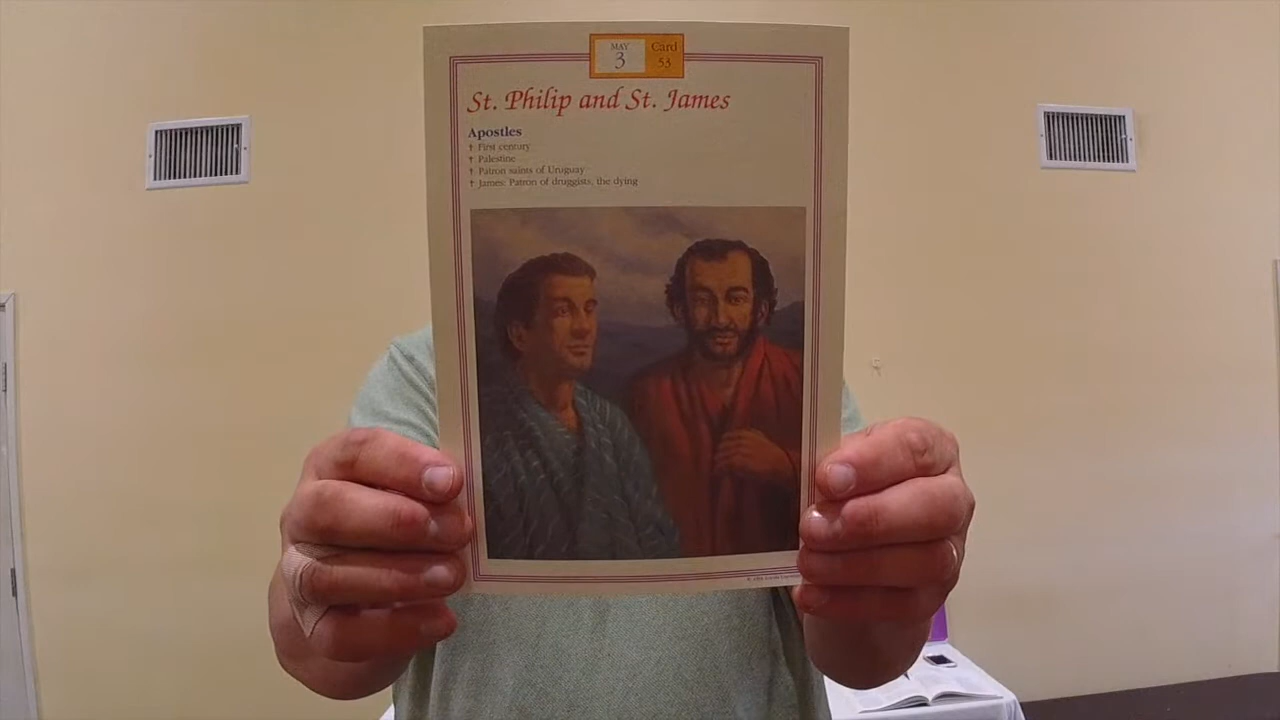 MAY
3
Card
53
St. Philip and St. James
Apostles
† First century
† Palestine
† Patron saints of Uruguay
† James: Patron of druggists, the dying